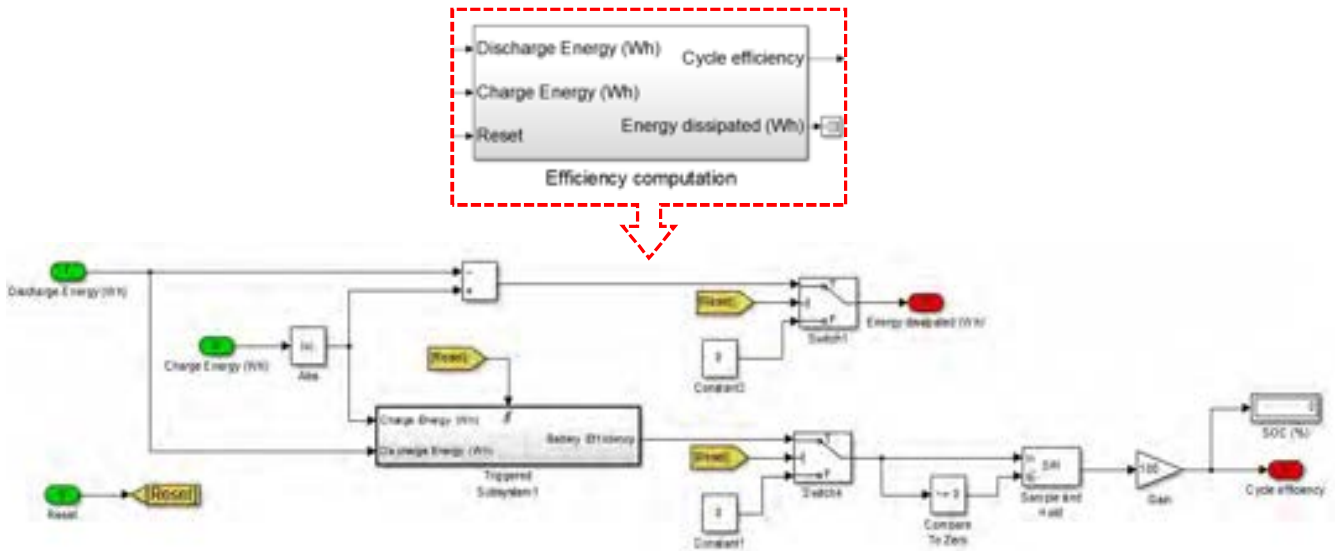 Discharge Energy (Wh)
Cycle efficiency
Charge Energy (Wh)
Energy dissipated (Wh)
Reset
Efficiency computation
Discharge Energy (Wh)
Charge Energy (Wh)
Abs
[Reset]
Switch1
Energy dissipated (Wh)
Constant2
[Reset]
Charge Energy (Wh)
Discharge Energy (Wh)
Battery Efficiency
Triggered
Subsystem1
[Reset]
Reset
[Reset]
Switch4
Constant1
Compare
To Zero
In
S/H
Sample and
Hold
100
Gain
SOC (%)
Cycle efficiency